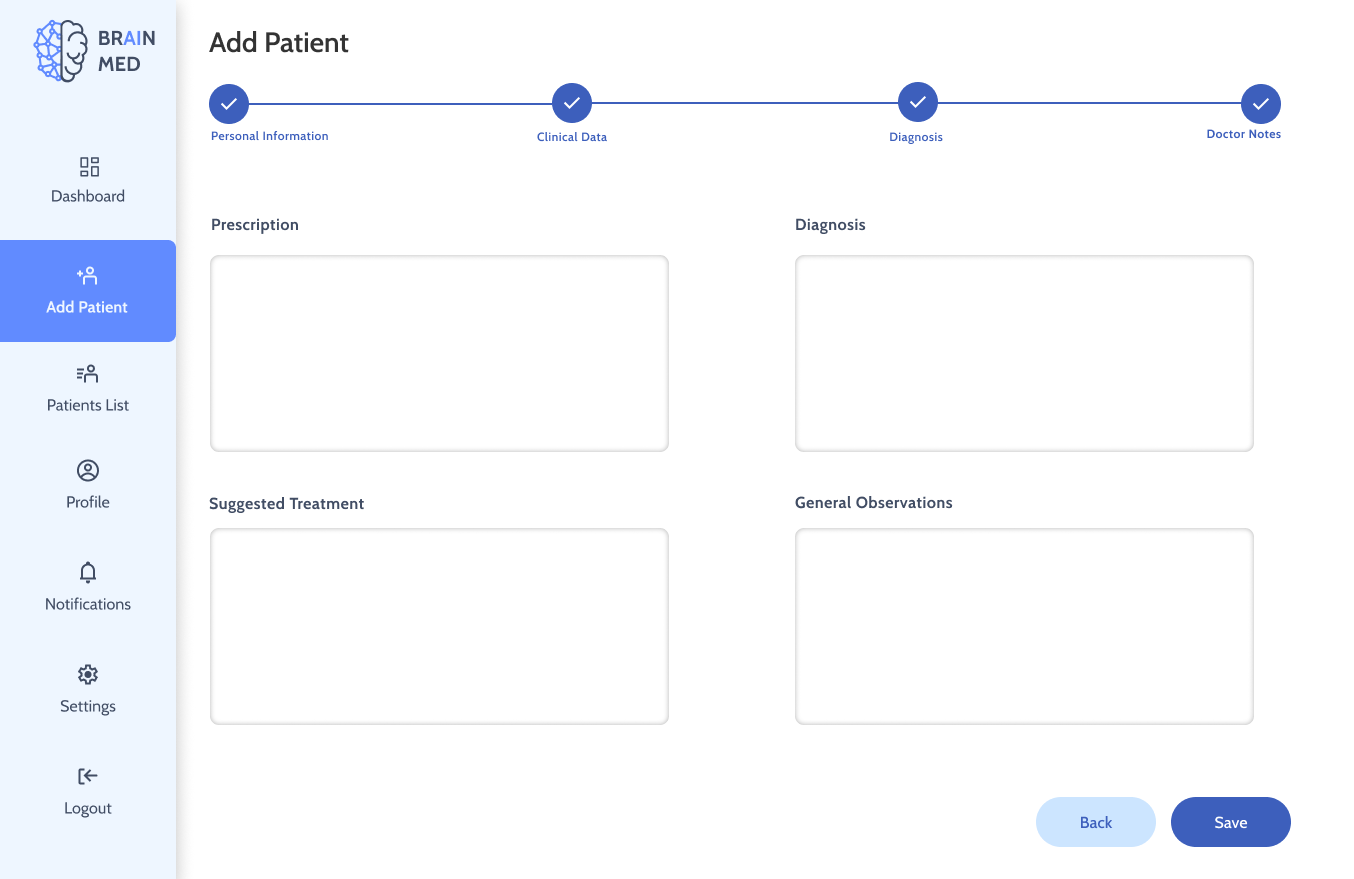 BRAIN
MED
Dashboard
Add Patient
Patients List
Profile
Notifications
Settings
Logout
Add Patient
Personal Information
Clinical Data
Diagnosis
Doctor Notes
Prescription
Diagnosis
Suggested Treatment
General Observations
Back
Save